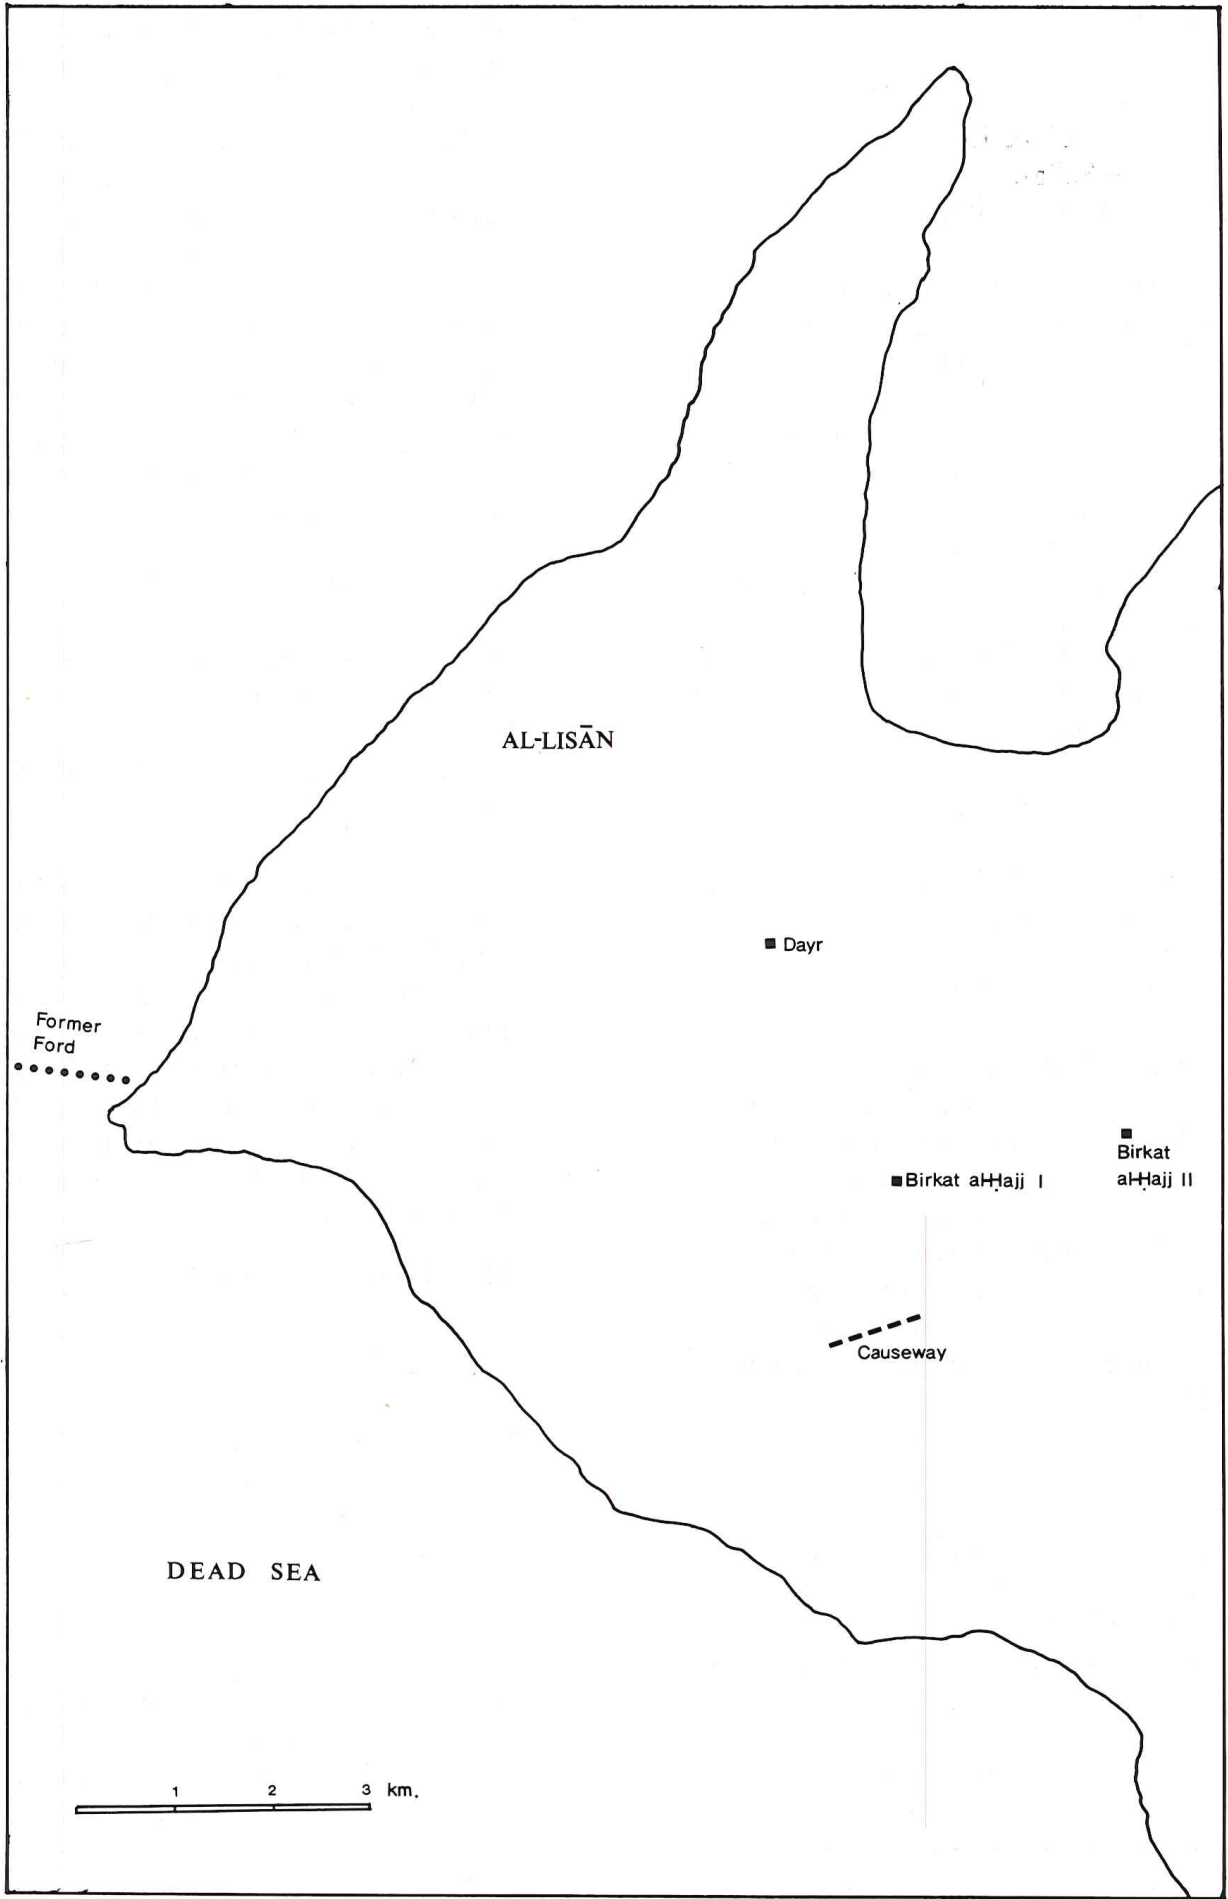 AL-LISĀN
Dayr
Former
Ford
Birkat
al-Ḥajj II
Birkat al-Ḥajj I
Causeway
DEAD SEA
1 2 3 km.